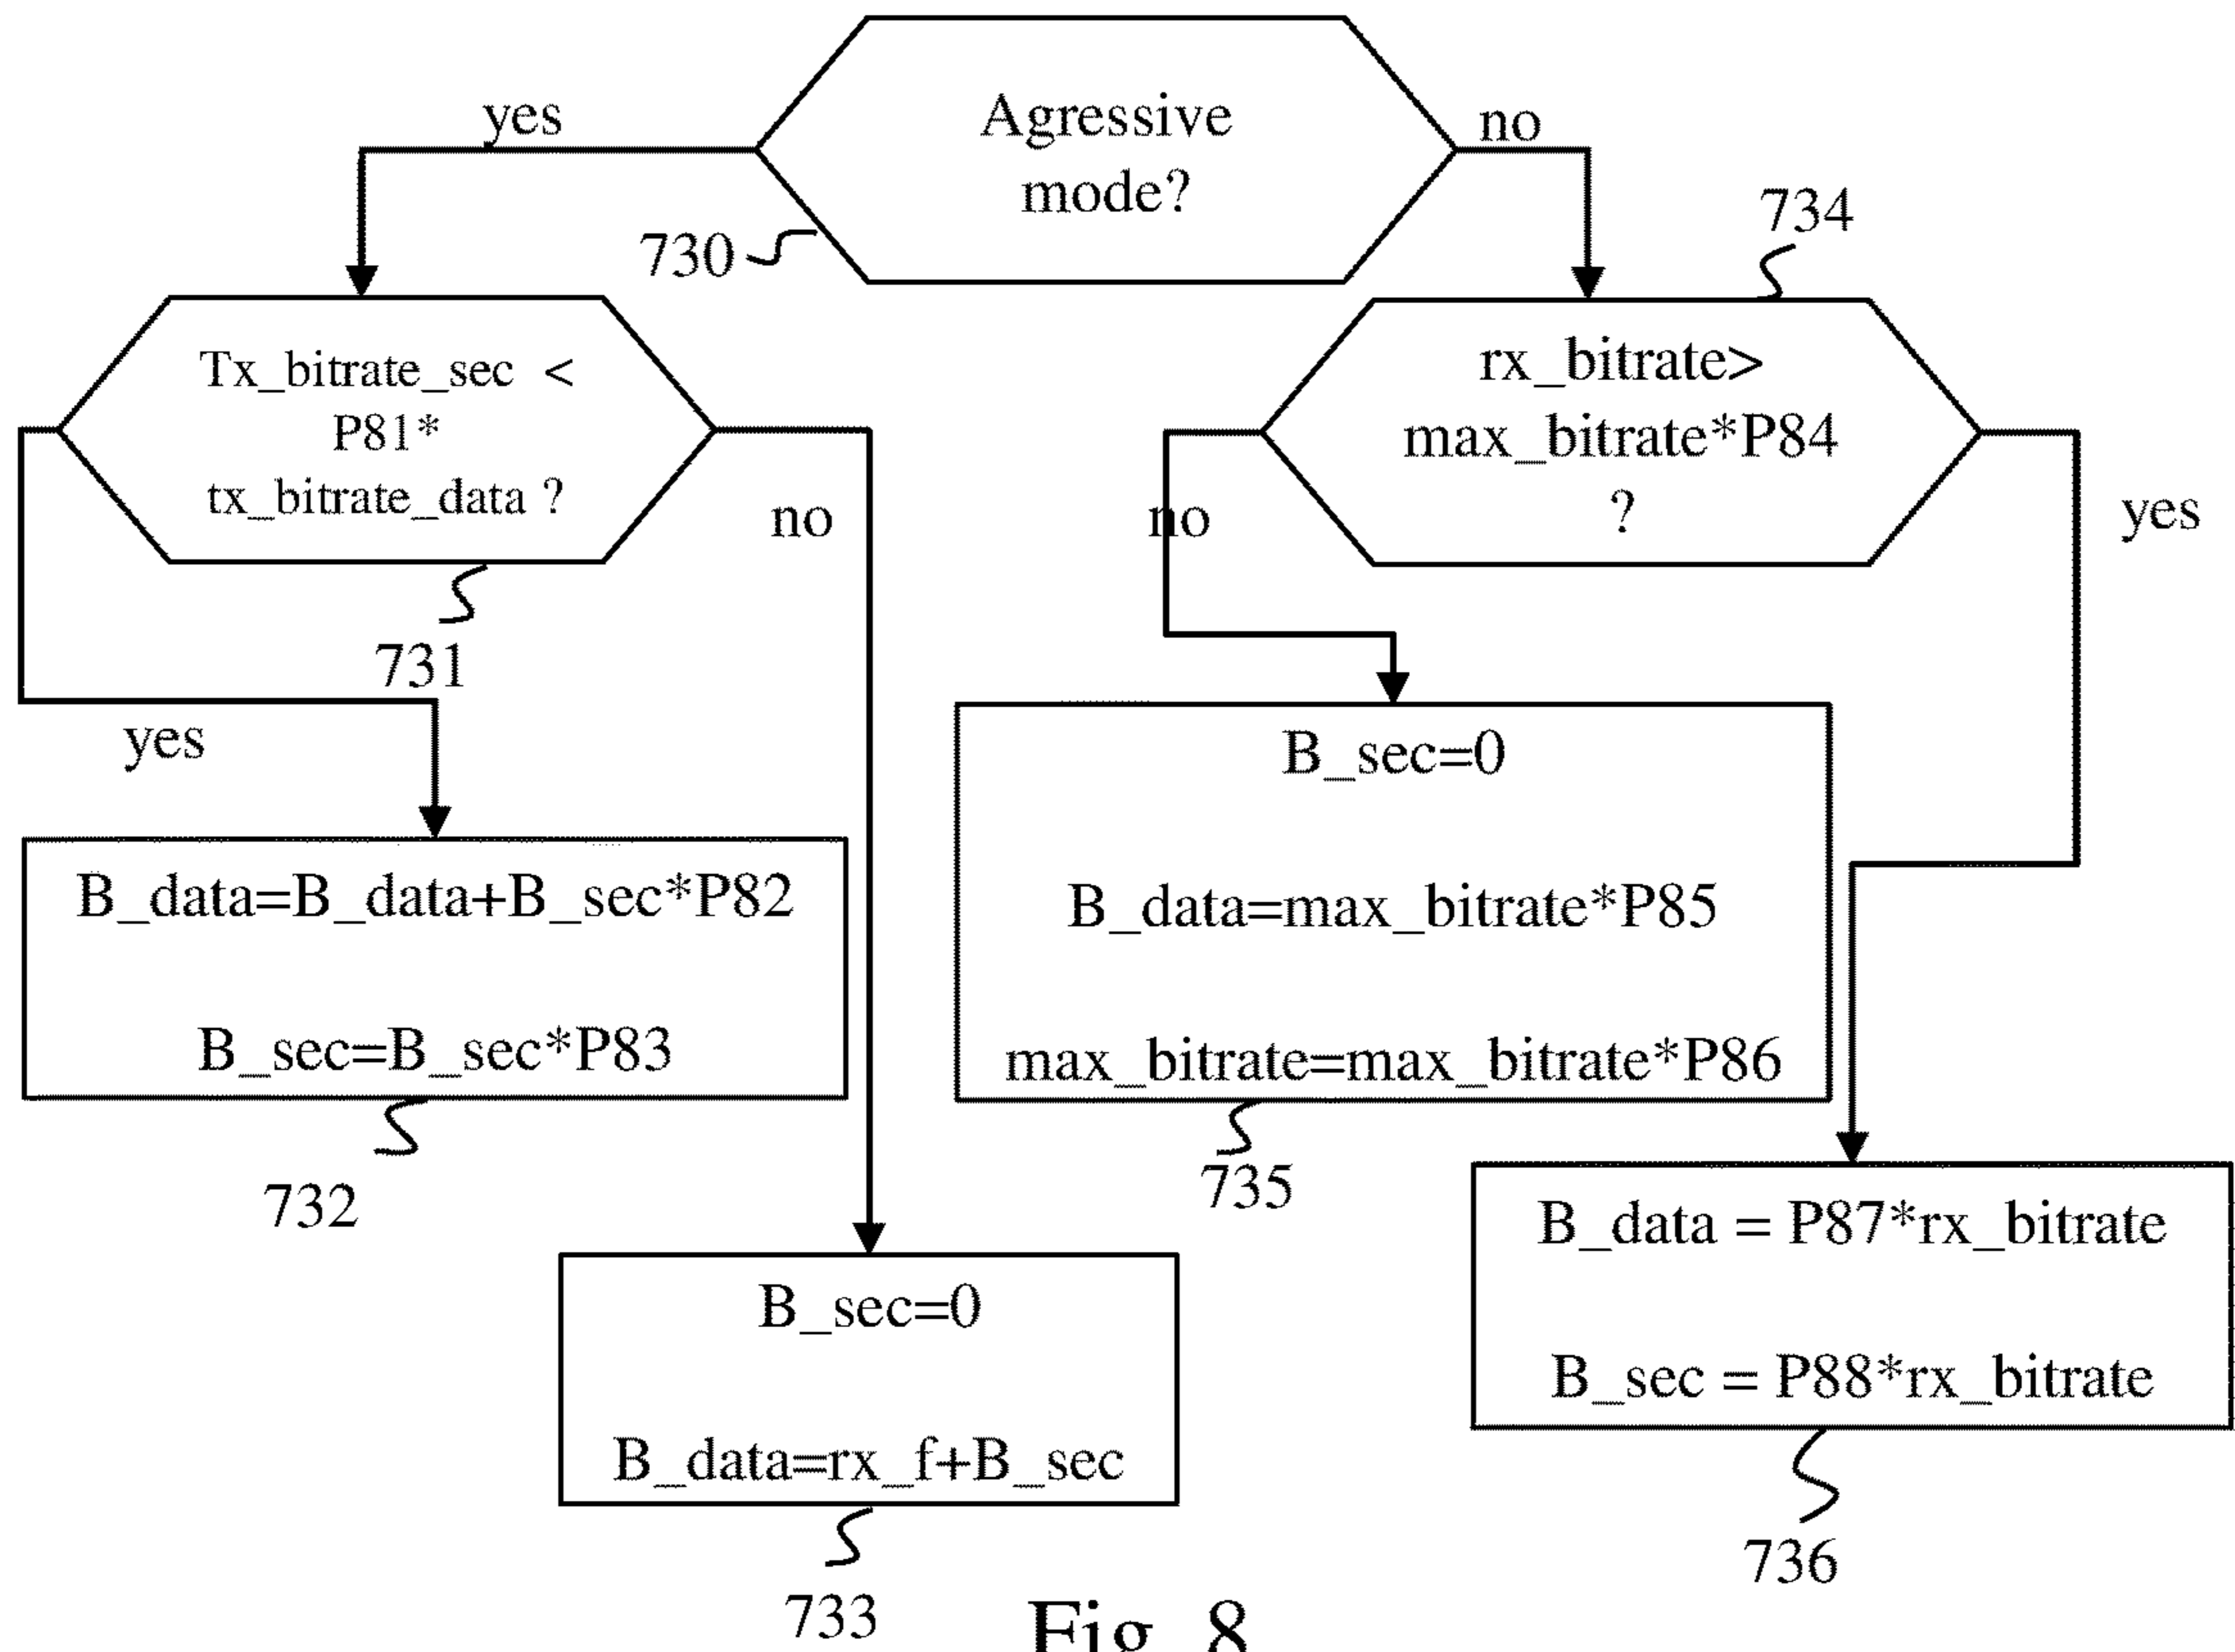 Agressive
mode?
yes
no
730
734
Tx_bitrate_sec <
P81*
tx_bitrate_data ?
rx_bitrate>
max_bitrate*P84
?
no
no
yes
731
yes
B_sec=0
B_data=max_bitrate*P85
max_bitrate=max_bitrate*P86
B_data=B_data+B_sec*P82
B_sec=B_sec*P83
732
735
B_data = P87*rx_bitrate
B_sec = P88*rx_bitrate
B_sec=0
B_data=rx_f+B_sec
736
733
Fig. 8